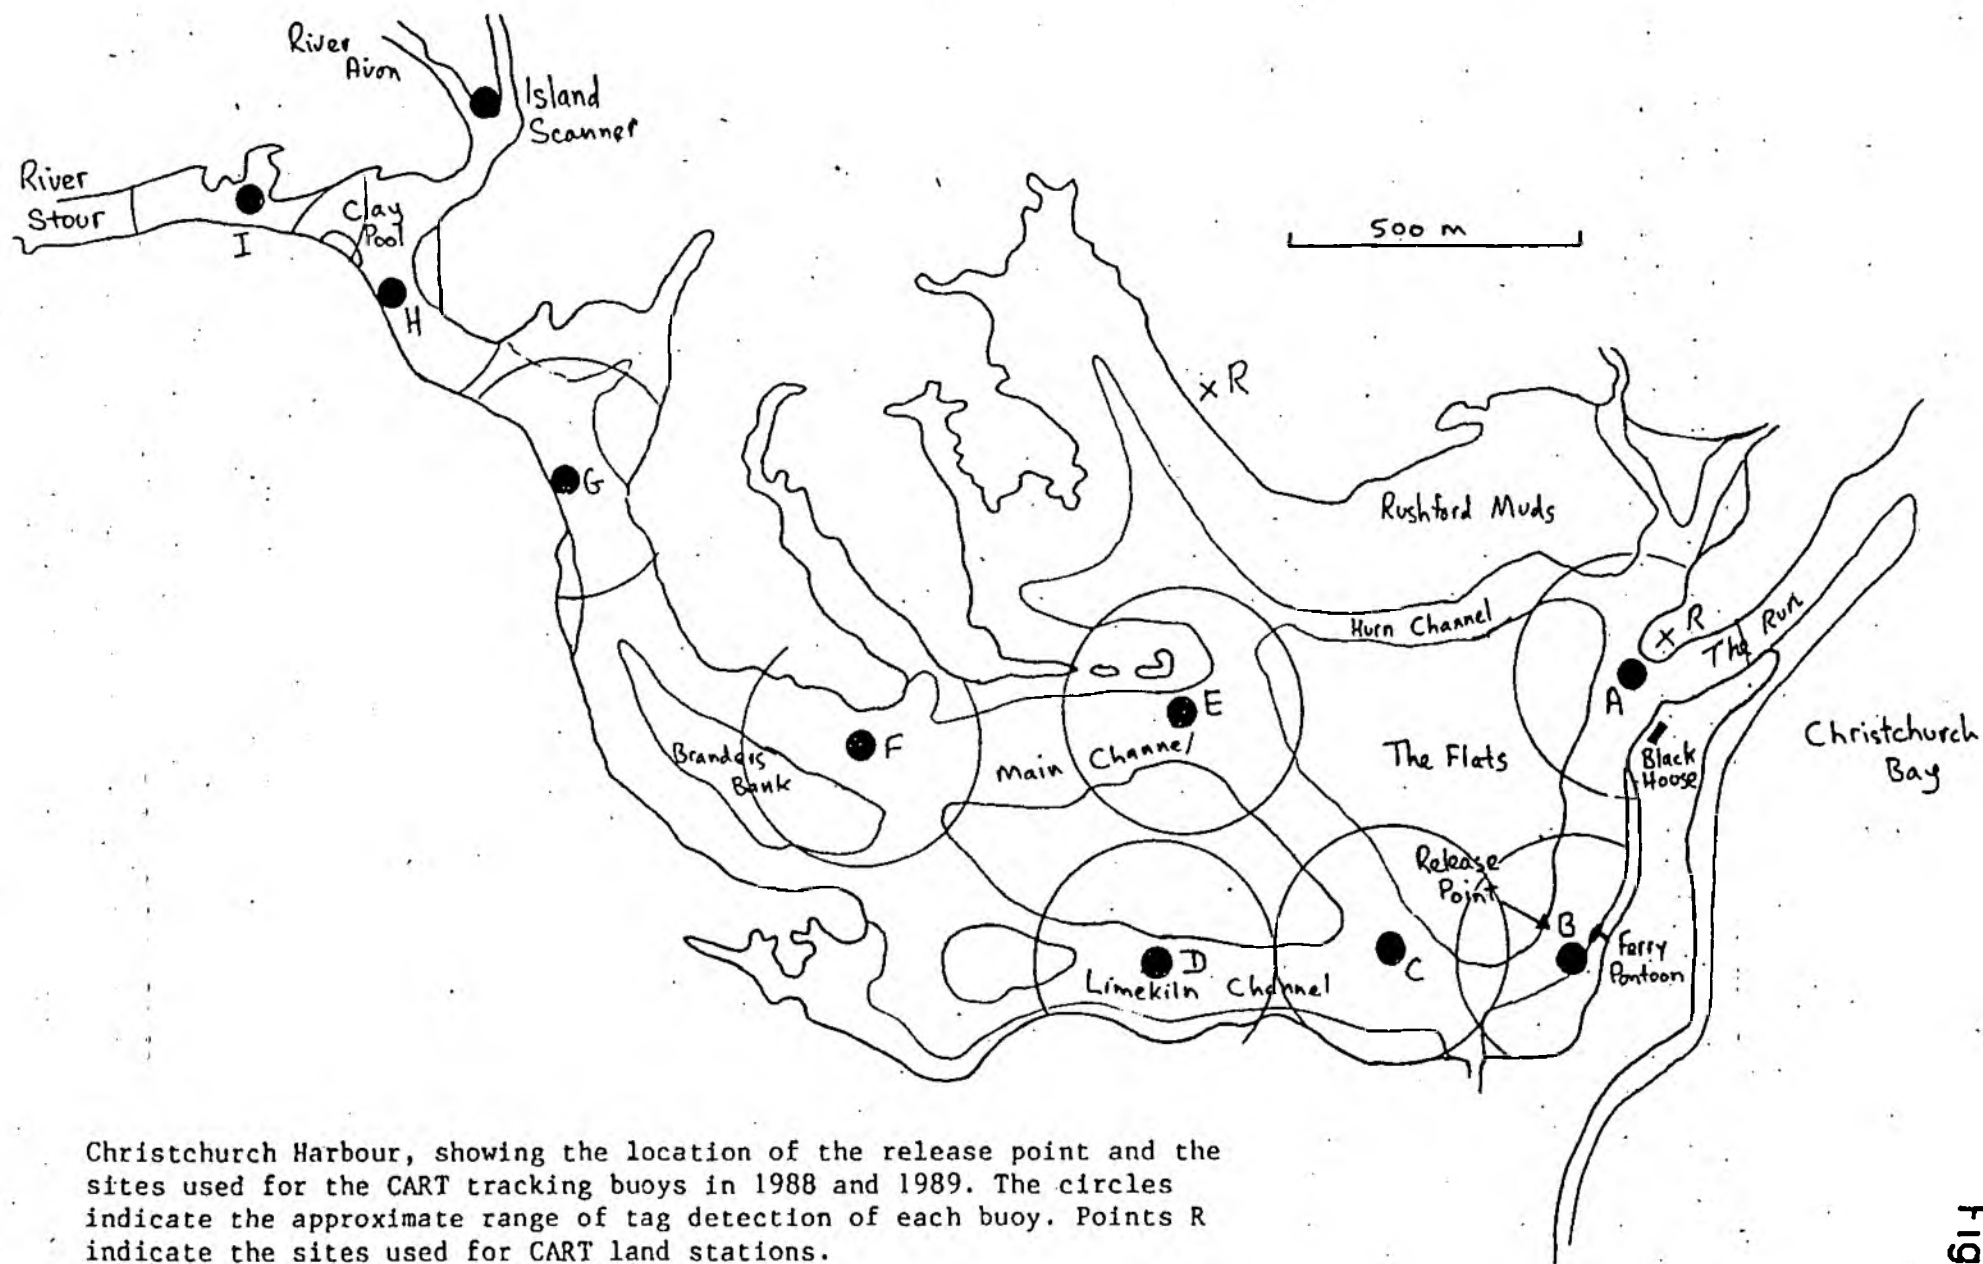 River
Avon
Island
Scanner
River
Stour
I
Clay
Pool
H
500 m
x R
G
Rushford Muds
Hurn Channel
x R
The Run
A
E
F
Main Channel
Branders
Bank
The Flats
Black
House
Christchurch
Bay
Release
Point
B
Ferry
Pontoon
C
D
Limekiln Channel
Christchurch Harbour, showing the location of the release point and the
sites used for the CART tracking buoys in 1988 and 1989. The circles
indicate the approximate range of tag detection of each buoy. Points R
indicate the sites used for CART land stations.
Fig